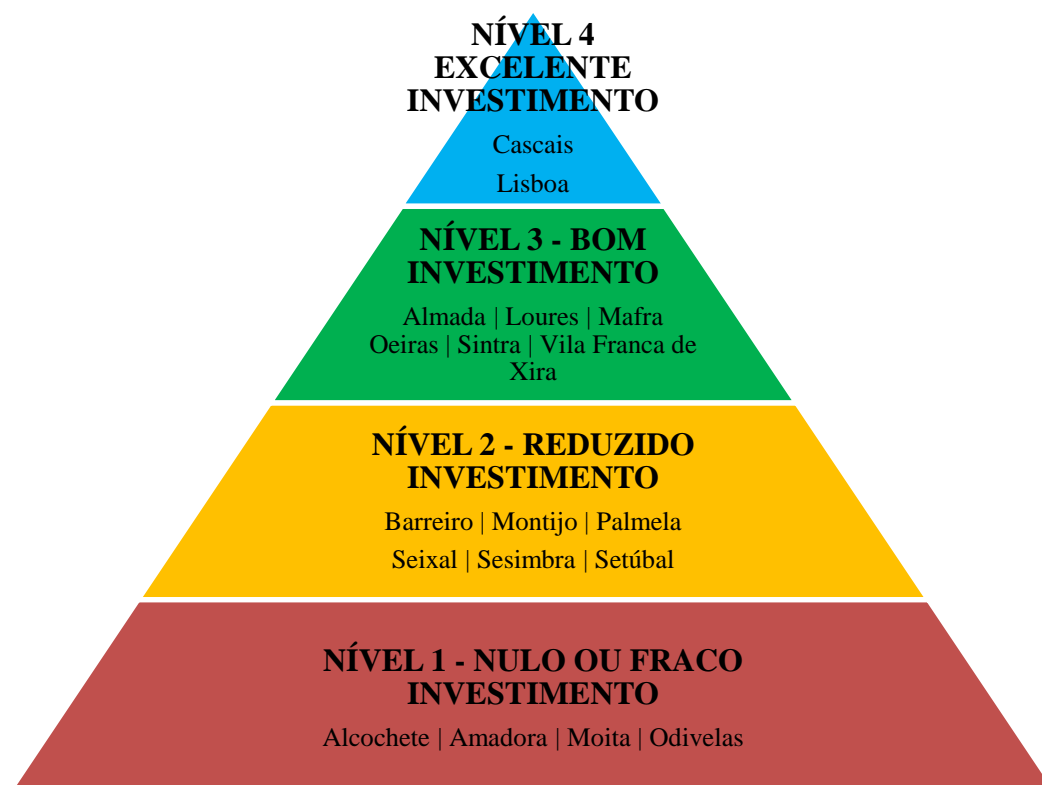 NÍVEL 4
EXCELENTE
INVESTIMENTO
Cascais
Lisboa
NÍVEL 3 - BOM
INVESTIMENTO
Almada | Loures | Mafra
Oeiras | Sintra | Vila Franca de
Xira
NÍVEL 2 - REDUZIDO
INVESTIMENTO
Barreiro | Montijo | Palmela
Seixal | Sesimbra | Setúbal
NÍVEL 1 - NULO OU FRACO
INVESTIMENTO
Alcochete | Amadora | Moita | Odivelas